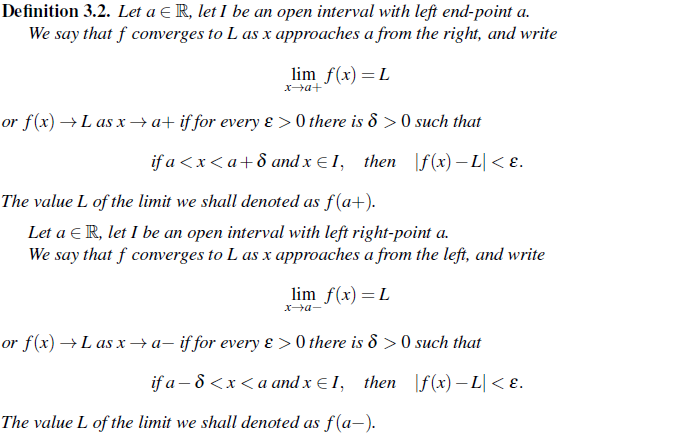 Definition 3.2. Let a ∈ ℝ, let I be an open interval with left end-point a.
We say that f converges to L as x approaches a from the right, and write
lim f(x) = L
x→a+
or f(x) → L as x → a+ if for every ε > 0 there is δ > 0 such that
if a < x < a + δ and x ∈ I, then |f(x) − L| < ε.
The value L of the limit we shall denoted as f(a+).
Let a ∈ ℝ, let I be an open interval with left right-point a.
We say that f converges to L as x approaches a from the left, and write
lim f(x) = L
x→a−
or f(x) → L as x → a− if for every ε > 0 there is δ > 0 such that
if a − δ < x < a and x ∈ I, then |f(x) − L| < ε.
The value L of the limit we shall denoted as f(a−).